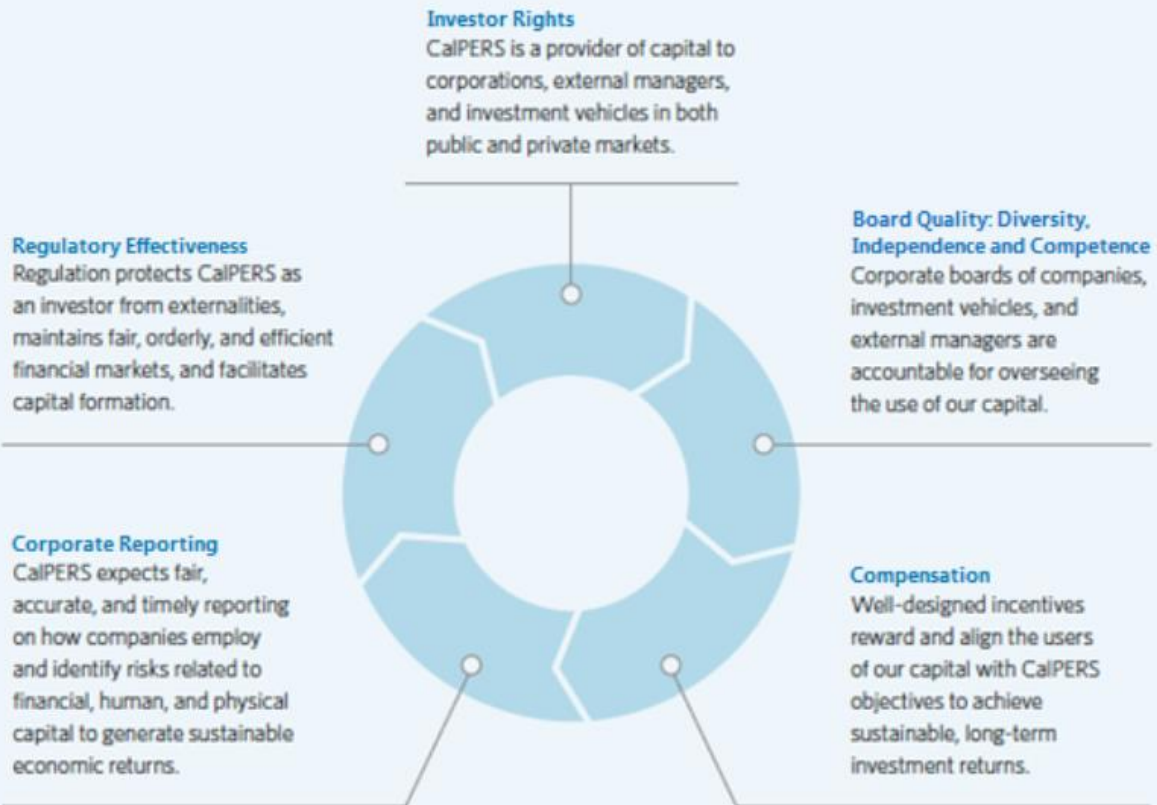 Investor Rights
CalPERS is a provider of capital to
corporations, external managers,
and investment vehicles in both
public and private markets.
Board Quality: Diversity,
Independence and Competence
Corporate boards of companies,
investment vehicles, and
external managers are
accountable for overseeing
the use of our capital.
Compensation
Well-designed incentives
reward and align the users
of our capital with CalPERS
objectives to achieve
sustainable, long-term
investment returns.
Corporate Reporting
CalPERS expects fair,
accurate, and timely reporting
on how companies employ
and identify risks related to
financial, human, and physical
capital to generate sustainable
economic returns.
Regulatory Effectiveness
Regulation protects CalPERS as
an investor from externalities,
maintains fair, orderly, and efficient
financial markets, and facilitates
capital formation.